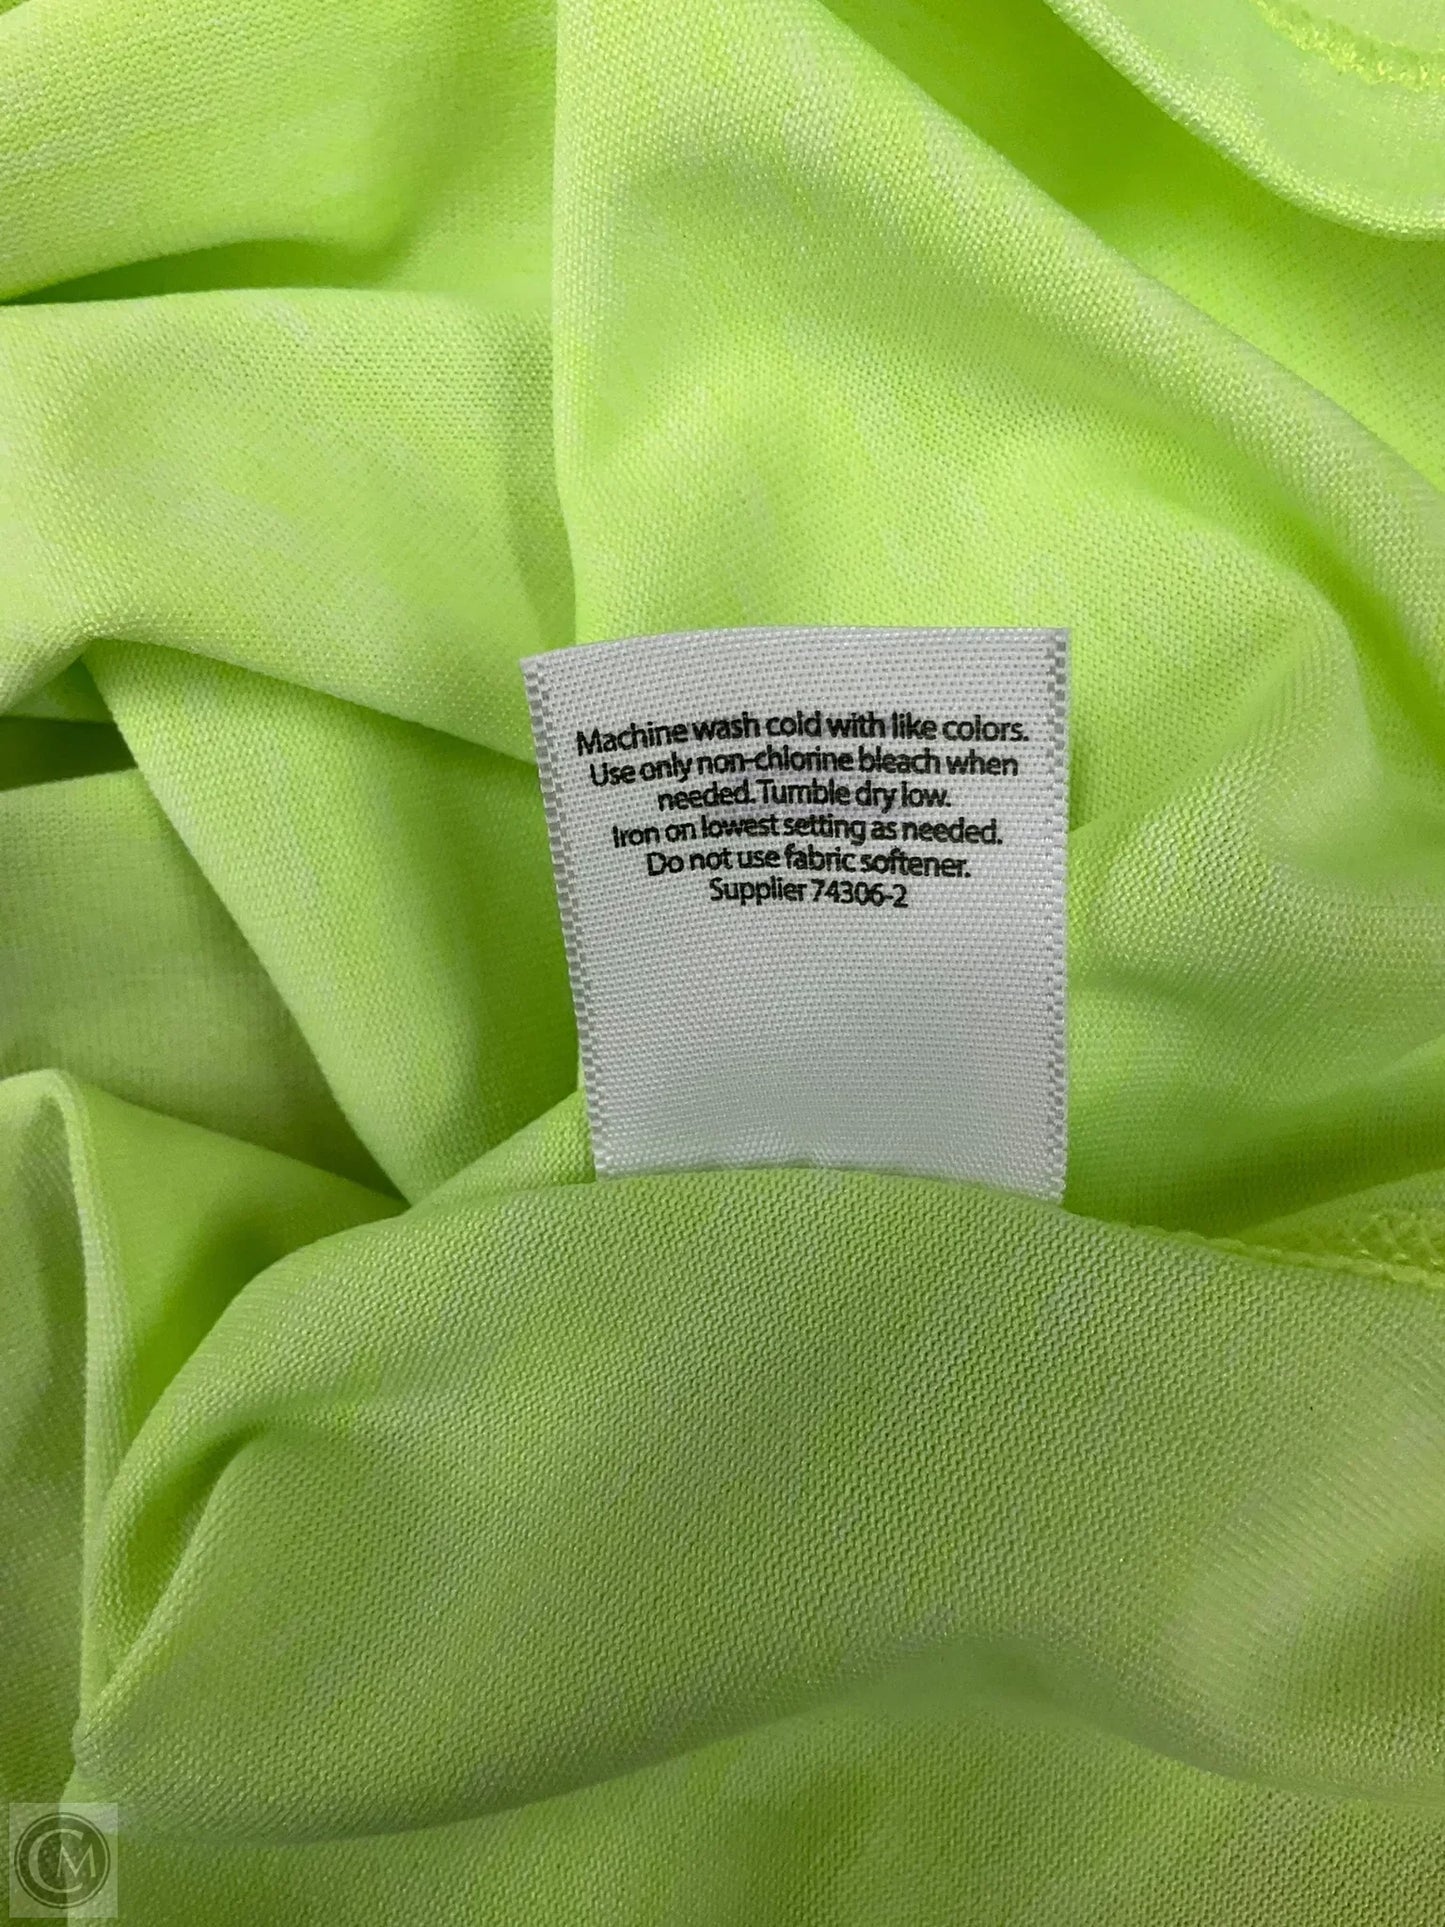 Machine wash cold with like colors.
Use only non-chlorine bleach when
needed. Tumble dry low.
Iron on lowest setting as needed.
Do not use fabric softener.
Supplier 74306-2
CM